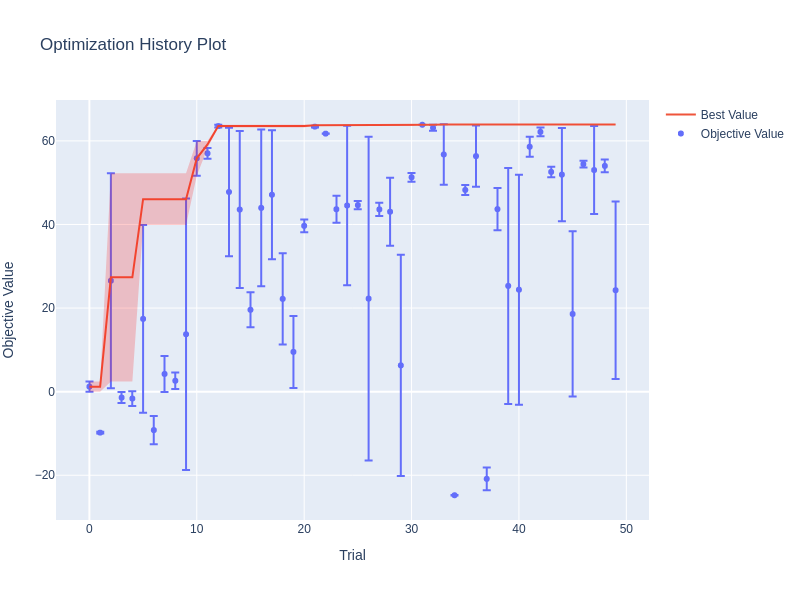 Optimization History Plot
Best Value
Objective Value
60
40
20
0
−20
Objective Value
0
10
20
30
40
50
Trial